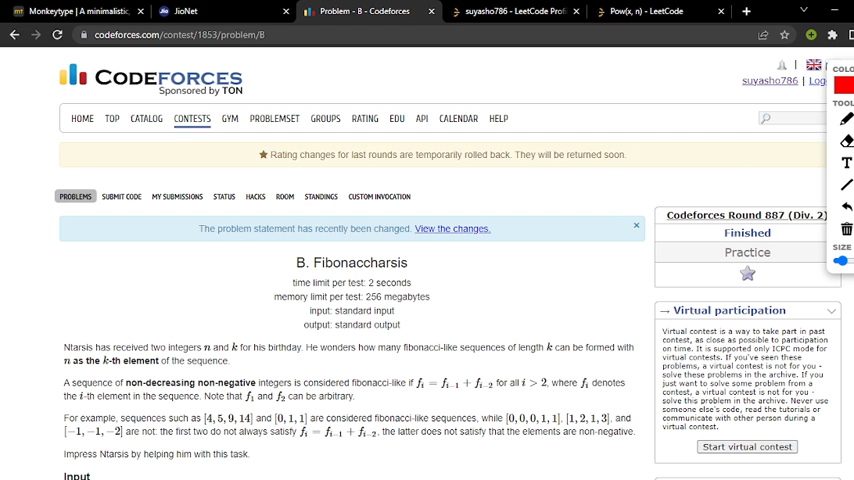 Monkeytype | A minimalistic,
JioNet
Problem - B - Codeforces
suyasho786 - LeetCode Profi
Pow(x, n) - LeetCode
codeforces.com/contest/1853/problem/B
CODEFORCES
Sponsored by TON
suyasho786 | Log
COLO
TOOL
T
SIZE
HOME TOP CATALOG CONTESTS GYM PROBLEMSET GROUPS RATING EDU API CALENDAR HELP
Rating changes for last rounds are temporarily rolled back. They will be returned soon.
PROBLEMS SUBMIT CODE MY SUBMISSIONS STATUS HACKS ROOM STANDINGS CUSTOM INVOCATION
The problem statement has recently been changed. View the changes. ×
B. Fibonaccharsis
time limit per test: 2 seconds
memory limit per test: 256 megabytes
input: standard input
output: standard output
Ntarsis has received two integers n and k for his birthday. He wonders how many fibonacci-like sequences of length k can be formed with
n as the k-th element of the sequence.
A sequence of non-decreasing non-negative integers is considered fibonacci-like if f_i = f_{i-1} + f_{i-2} for all i > 2, where f_i denotes
the i-th element in the sequence. Note that f_1 and f_2 can be arbitrary.
For example, sequences such as [4, 5, 9, 14] and [0, 1, 1] are considered fibonacci-like sequences, while [0, 0, 0, 1, 1], [1, 2, 1, 3], and
[-1, -1, -2] are not: the first two do not always satisfy f_i = f_{i-1} + f_{i-2}, the latter does not satisfy that the elements are non-negative.
Impress Ntarsis by helping him with this task.
Input
Codeforces Round 887 (Div. 2)
Finished
Practice
→ Virtual participation
Virtual contest is a way to take part in past
contest, as close as possible to participation
on time. It is supported only ICPC mode for
virtual contests. If you've seen these
problems, a virtual contest is not for you -
solve these problems in the archive. If you
just want to solve some problem from a
contest, a virtual contest is not for you -
solve this problem in the archive. Never use
someone else's code, read the tutorials or
communicate with other person during a
virtual contest.
Start virtual contest